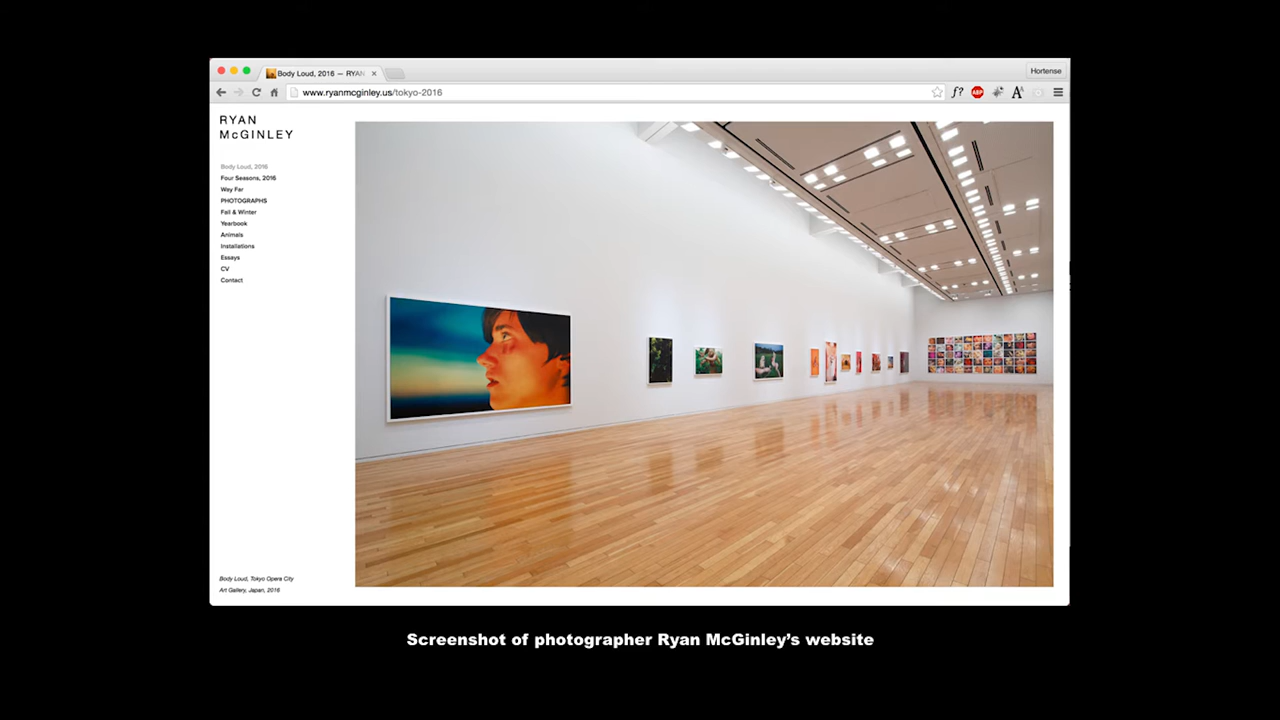 Body Loud, 2016 — RYAN
Hortense
www.ryanmcginley.us/tokyo-2016
f?
ABP
A
RYAN
McGINLEY
Body Loud, 2016
Four Seasons, 2016
Way Far
PHOTOGRAPHS
Fall & Winter
Yearbook
Animals
Installations
Essays
CV
Contact
Body Loud, Tokyo Opera City
Art Gallery, Japan, 2016
Screenshot of photographer Ryan McGinley’s website